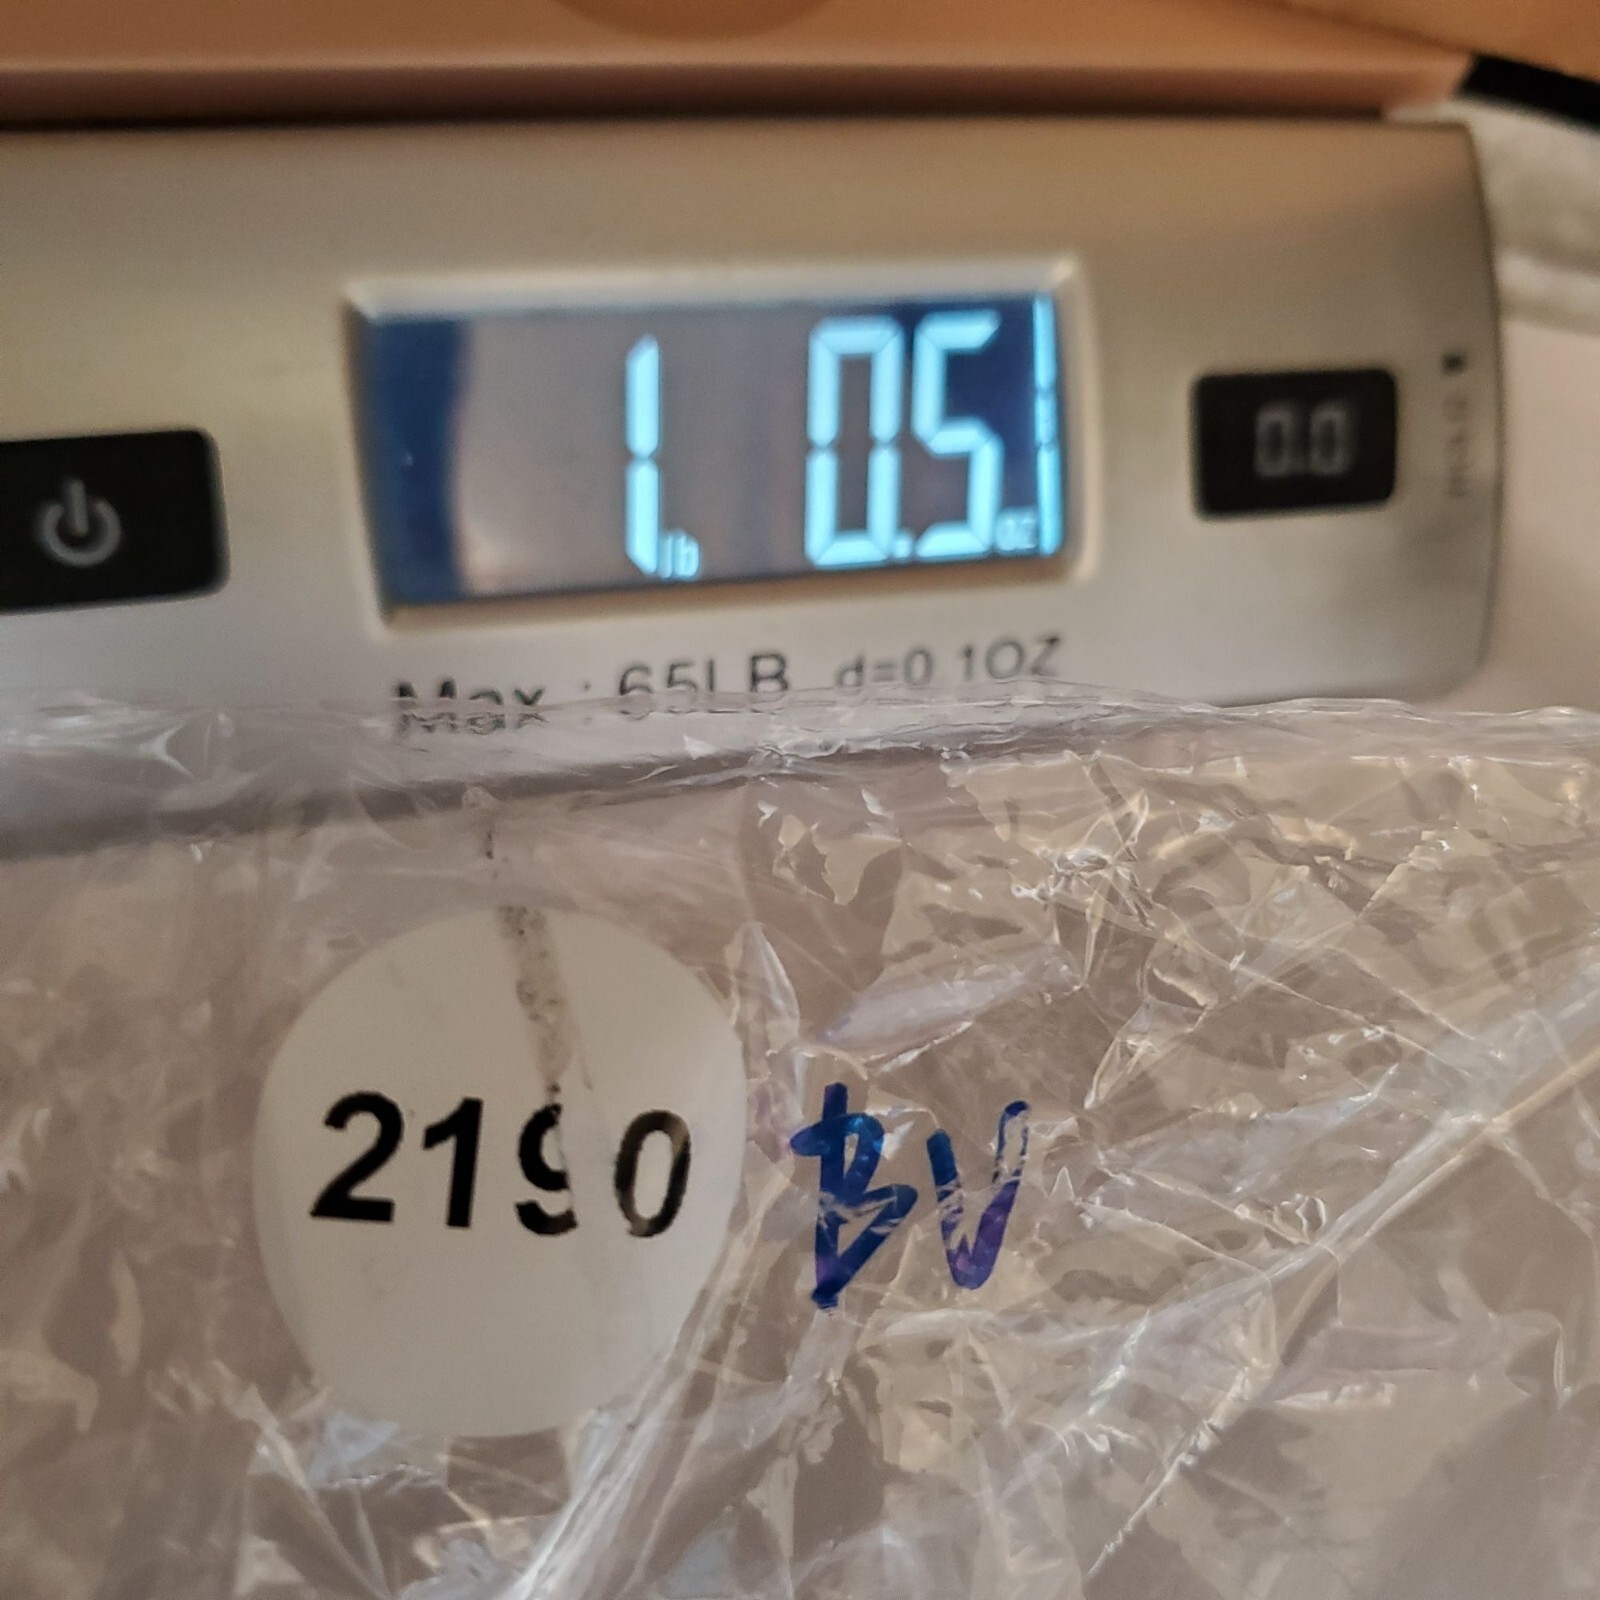 1 lb 0.5 oz
0.0
Max : 65LB d=0.1OZ
2190 BV